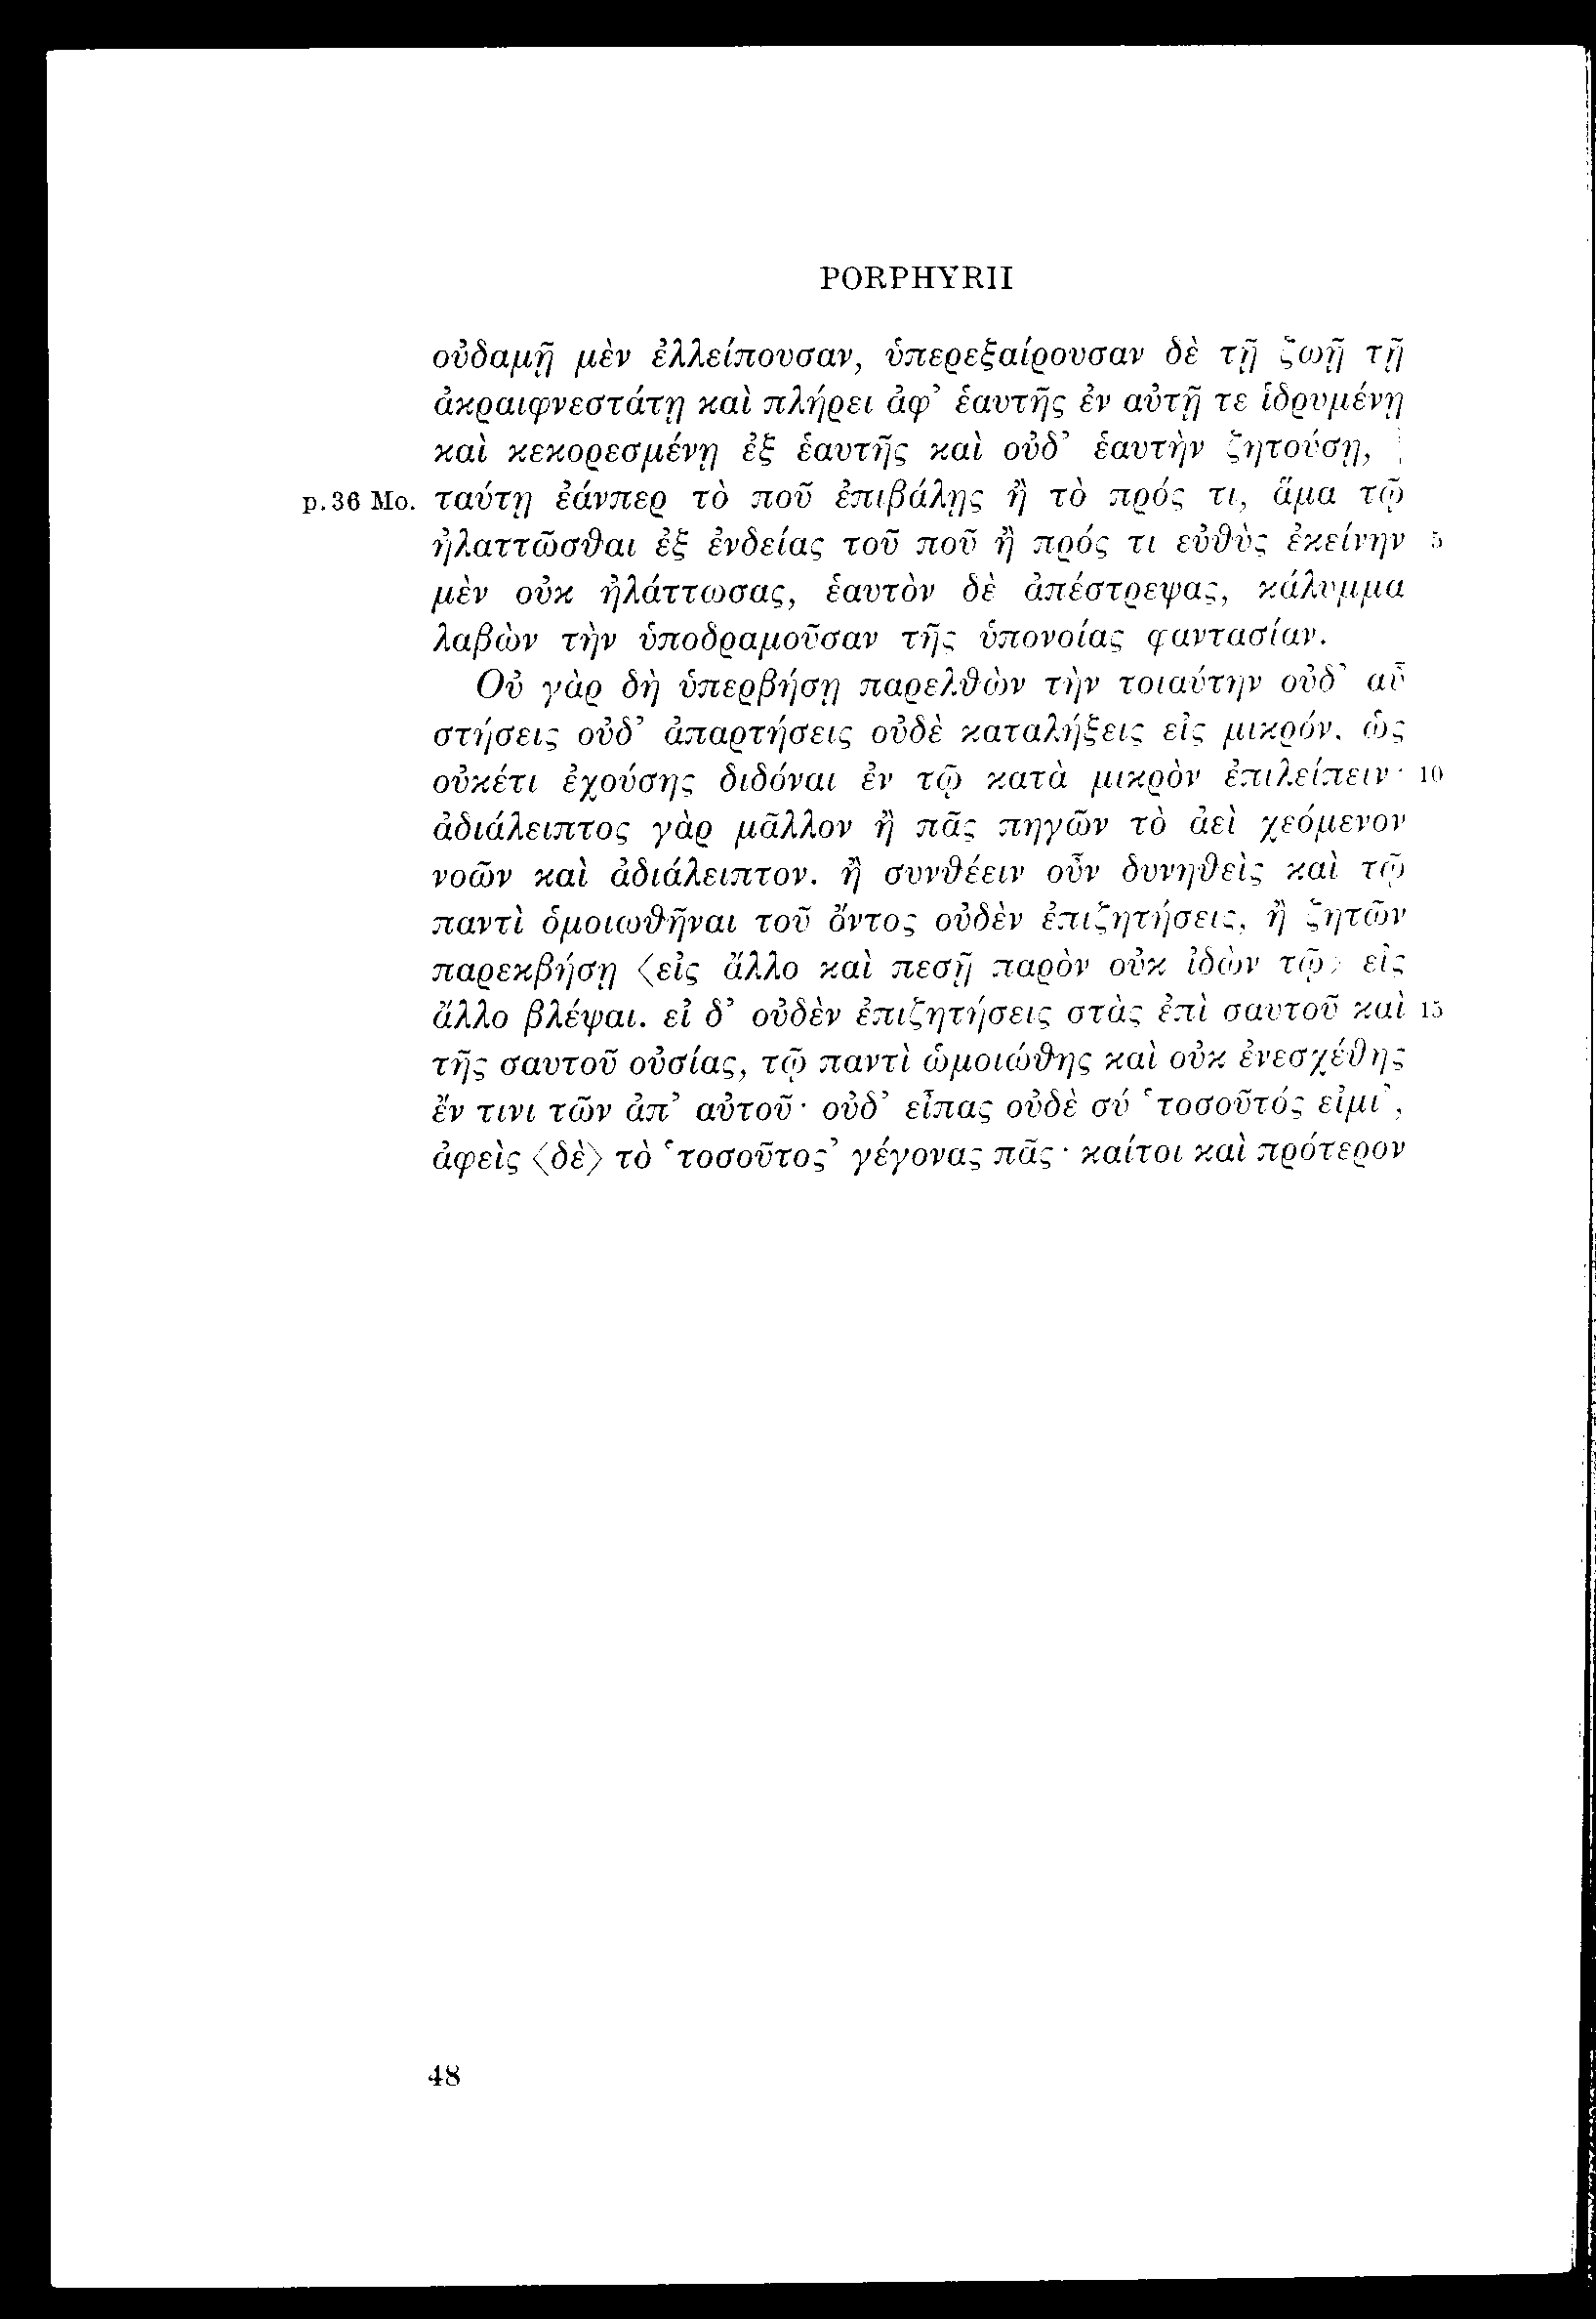 PORPHYRII
οὐδαμῇ μὲν ἐλλείπουσαν, ὑπερεξαίρουσαν δὲ τῇ ζωῇ τῇ
ἀκραιφνεστάτῃ καὶ πλήρει ἀφ’ ἑαυτῆς ἐν αὐτῇ τε ἱδρυμένῃ
καὶ κεκορεσμένῃ ἐξ ἑαυτῆς καὶ οὐδ’ ἑαυτὴν ζητούσῃ, |
p.36 Mo. ταύτῃ ἐάνπερ τὸ ποῦ ἐπιβάλῃς ἢ τὸ πρός τι, ἅμα τῷ
ἠλαττῶσθαι ἐξ ἐνδείας τοῦ ποῦ ἢ πρός τι εὐθὺς ἐκείνην 5
μὲν οὐκ ἠλάττωσας, ἑαυτὸν δὲ ἀπέστρεψας, κάλυμμα
λαβὼν τὴν ὑποδραμοῦσαν τῆς ὑπονοίας φαντασίαν.
Οὐ γὰρ δὴ ὑπερβήσῃ παρελθὼν τὴν τοιαύτην οὐδ’ αὖ
στήσεις οὐδ’ ἀπαρτήσεις οὐδὲ καταλήξεις εἰς μικρόν, ὡς
οὐκέτι ἐχούσης διδόναι ἐν τῷ κατὰ μικρὸν ἐπιλείπειν· 10
ἀδιάλειπτος γὰρ μᾶλλον ἢ πᾶς πηγῶν τὸ ἀεὶ χεόμενον
νοῶν καὶ ἀδιάλειπτον. ἢ συνθέειν οὖν δυνηθεὶς καὶ τῷ
παντὶ ὁμοιωθῆναι τοῦ ὄντος οὐδὲν ἐπιζητήσεις, ἢ ζητῶν
παρεκβήσῃ ⟨εἰς ἄλλο καὶ πεσῇ παρὸν οὐκ ἰδὼν τῷ⟩ εἰς
ἄλλο βλέψαι. εἰ δ’ οὐδὲν ἐπιζητήσεις στὰς ἐπὶ σαυτοῦ καὶ 15
τῆς σαυτοῦ οὐσίας, τῷ παντὶ ὡμοιώθης καὶ οὐκ ἐνεσχέθης
ἔν τινι τῶν ἀπ’ αὐτοῦ· οὐδ’ εἶπας οὐδὲ σύ ‘τοσοῦτός εἰμι’,
ἀφεὶς ⟨δὲ⟩ τὸ ‘τοσοῦτος’ γέγονας πᾶς· καίτοι καὶ πρότερον
48